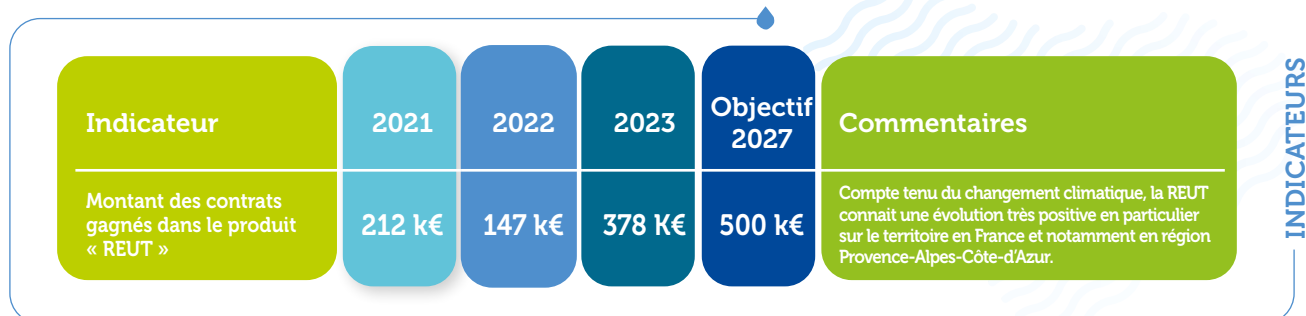 Indicateur
2021
2022
2023
Objectif
2027
Commentaires
Montant des contrats
gagnés dans le produit
« REUT »
212 k€
147 k€
378 K€
500 k€
Compte tenu du changement climatique, la REUT
connait une évolution très positive en particulier
sur le territoire en France et notamment en région
Provence-Alpes-Côte-d’Azur.
INDICATEURS